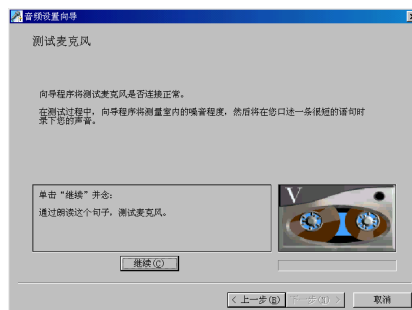 音频设置向导
测试麦克风
向导程序将测试麦克风是否连接正常。
在测试过程中，向导程序将测量室内的噪音程度，然后将在您口述一条很短的语句时
录下您的声音。
单击“继续”并念:
通过朗读这个句子，测试麦克风。
V
继续(C)
< 上一步(B)
下一步(N) >
取消